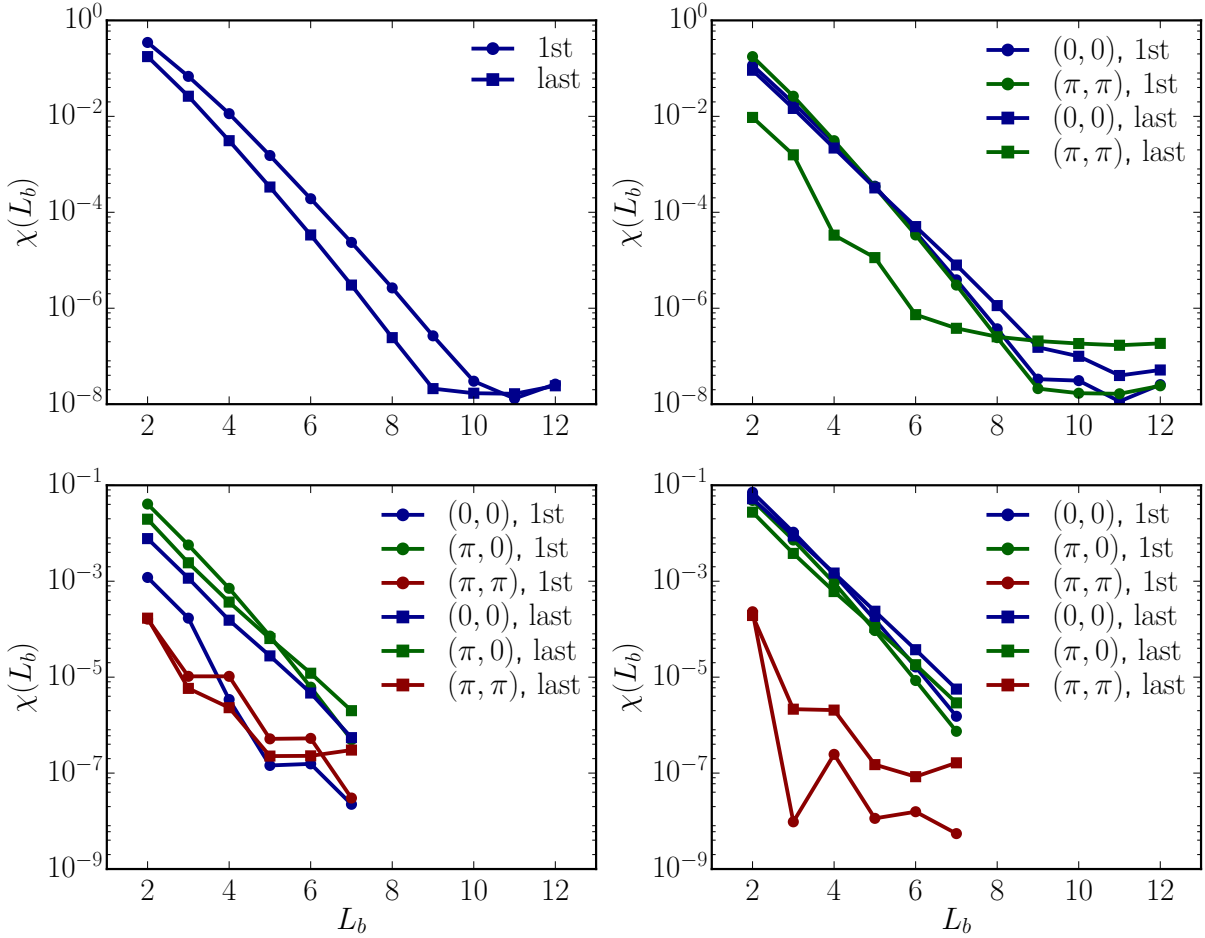 10^0
10^-2
10^-4
10^-6
10^-8
χ(L_b)
2 4 6 8 10 12
1st
last
10^0
10^-2
10^-4
10^-6
10^-8
χ(L_b)
2 4 6 8 10 12
(0, 0), 1st
(π, π), 1st
(0, 0), last
(π, π), last
10^-1
10^-3
10^-5
10^-7
10^-9
χ(L_b)
2 4 6 8 10 12
L_b
(0, 0), 1st
(π, 0), 1st
(π, π), 1st
(0, 0), last
(π, 0), last
(π, π), last
10^-1
10^-3
10^-5
10^-7
10^-9
χ(L_b)
2 4 6 8 10 12
L_b
(0, 0), 1st
(π, 0), 1st
(π, π), 1st
(0, 0), last
(π, 0), last
(π, π), last